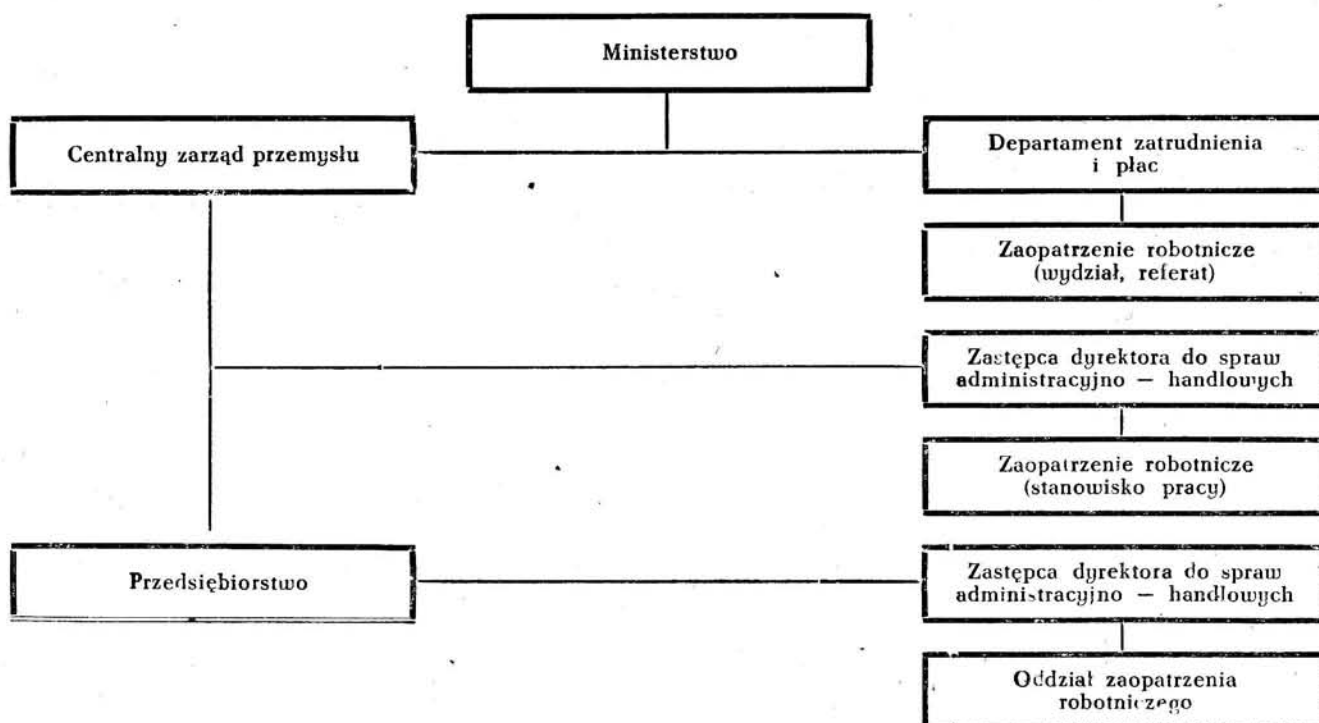 Ministerstwo
Centralny zarząd przemysłu
Departament zatrudnienia
i płac
Zaopatrzenie robotnicze
(wydział, referat)
Zastępca dyrektora do spraw
administracyjno — handlowych
Zaopatrzenie robotnicze
(stanowisko pracy)
Przedsiębiorstwo
Zastępca dyrektora do spraw
administracyjno — handlowych
Oddział zaopatrzenia
robotniczego